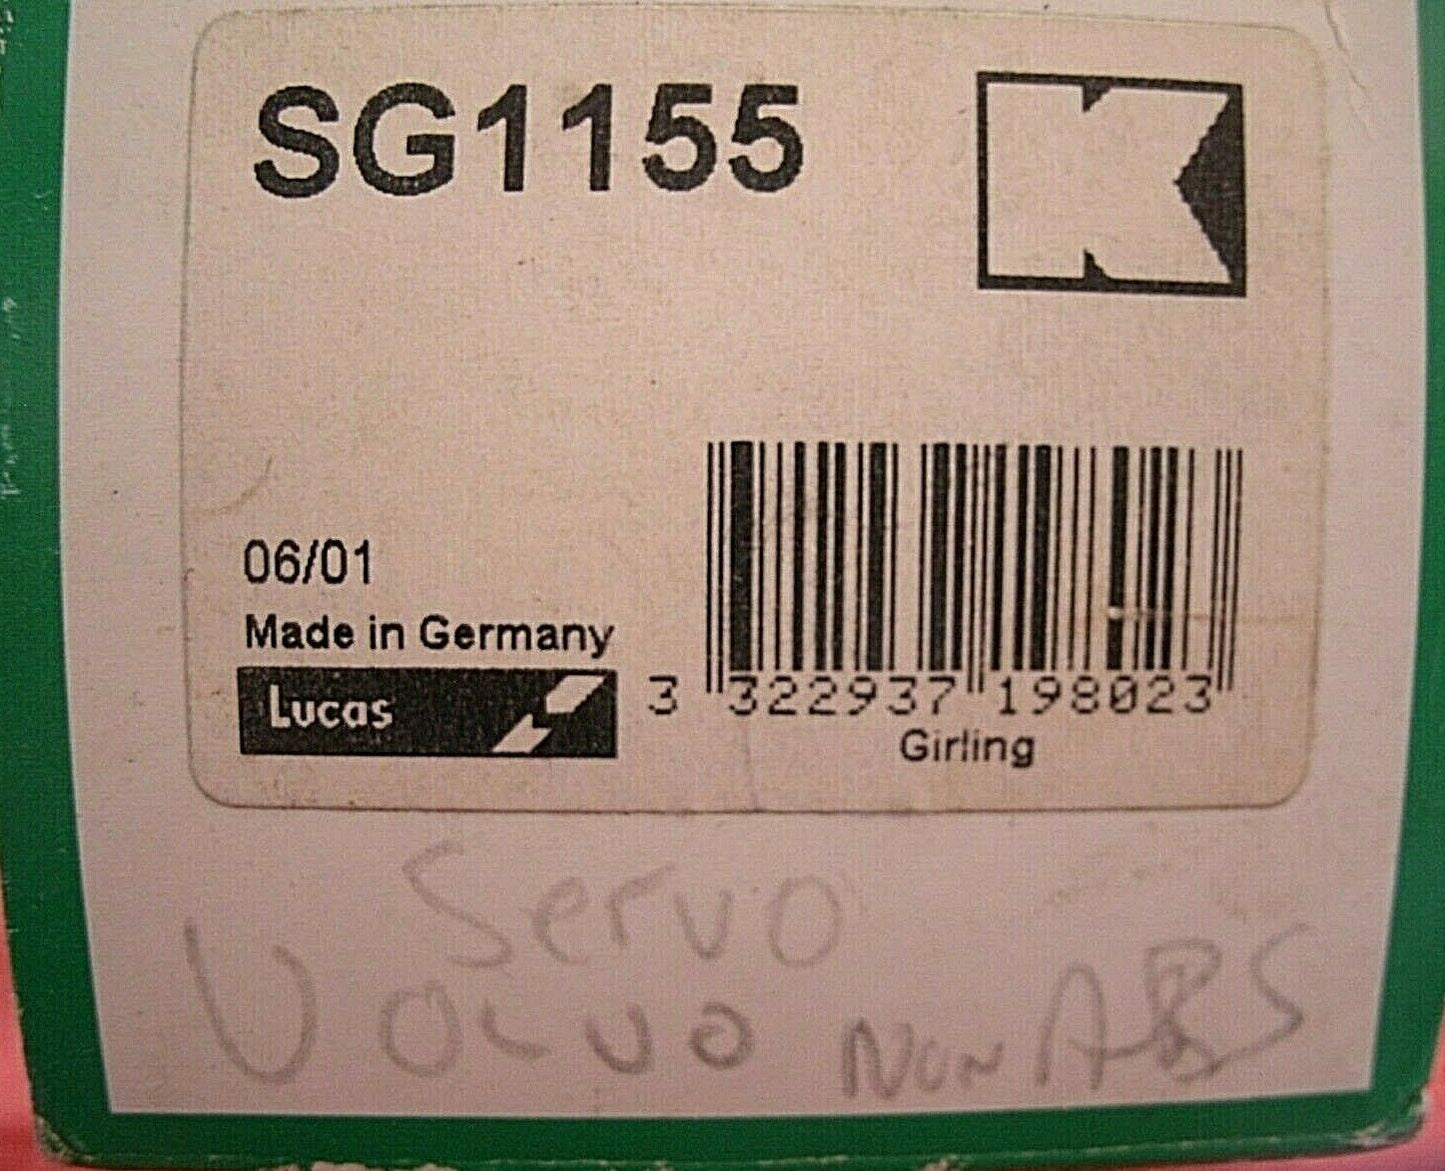 SG1155
K
06/01
Made in Germany
Lucas
3 322937 198023
Girling
Servo
VOLVO NON ABS